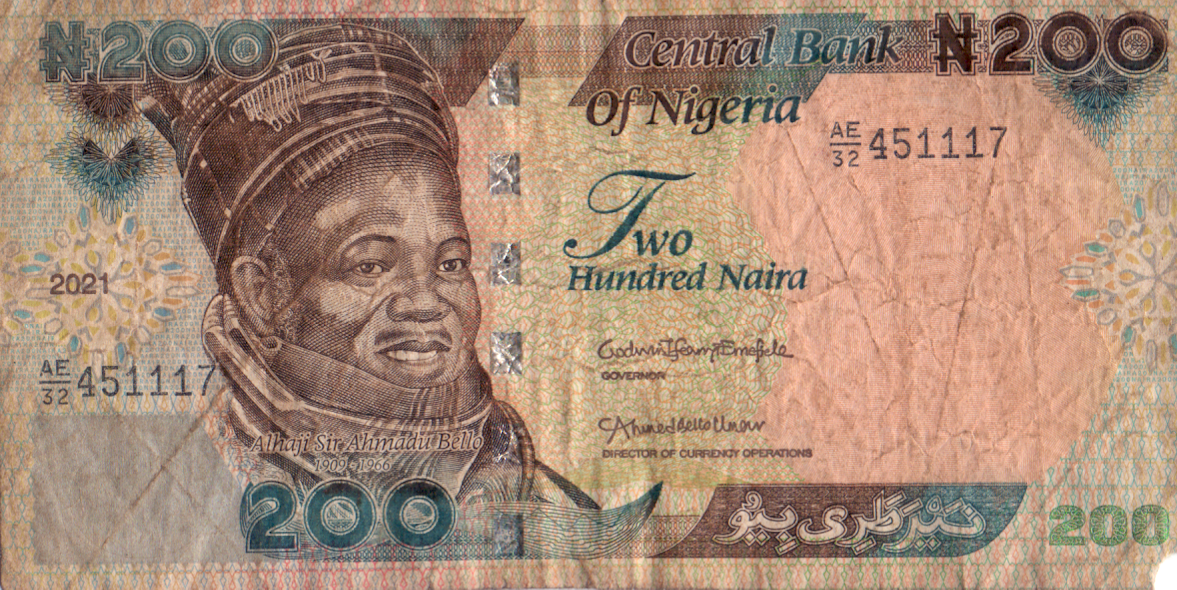 ₦200
Central Bank
Of Nigeria
₦200
AE/32 451117
Two
Hundred Naira
2021
Godwin Ifeanyi Emefiele
GOVERNOR
AE/32 451117
C Ahmed Bello Umar
DIRECTOR OF CURRENCY OPERATIONS
Alhaji Sir Ahmadu Bello
1909 - 1966
200
نَيْرَ طَرِى بِيُو
200